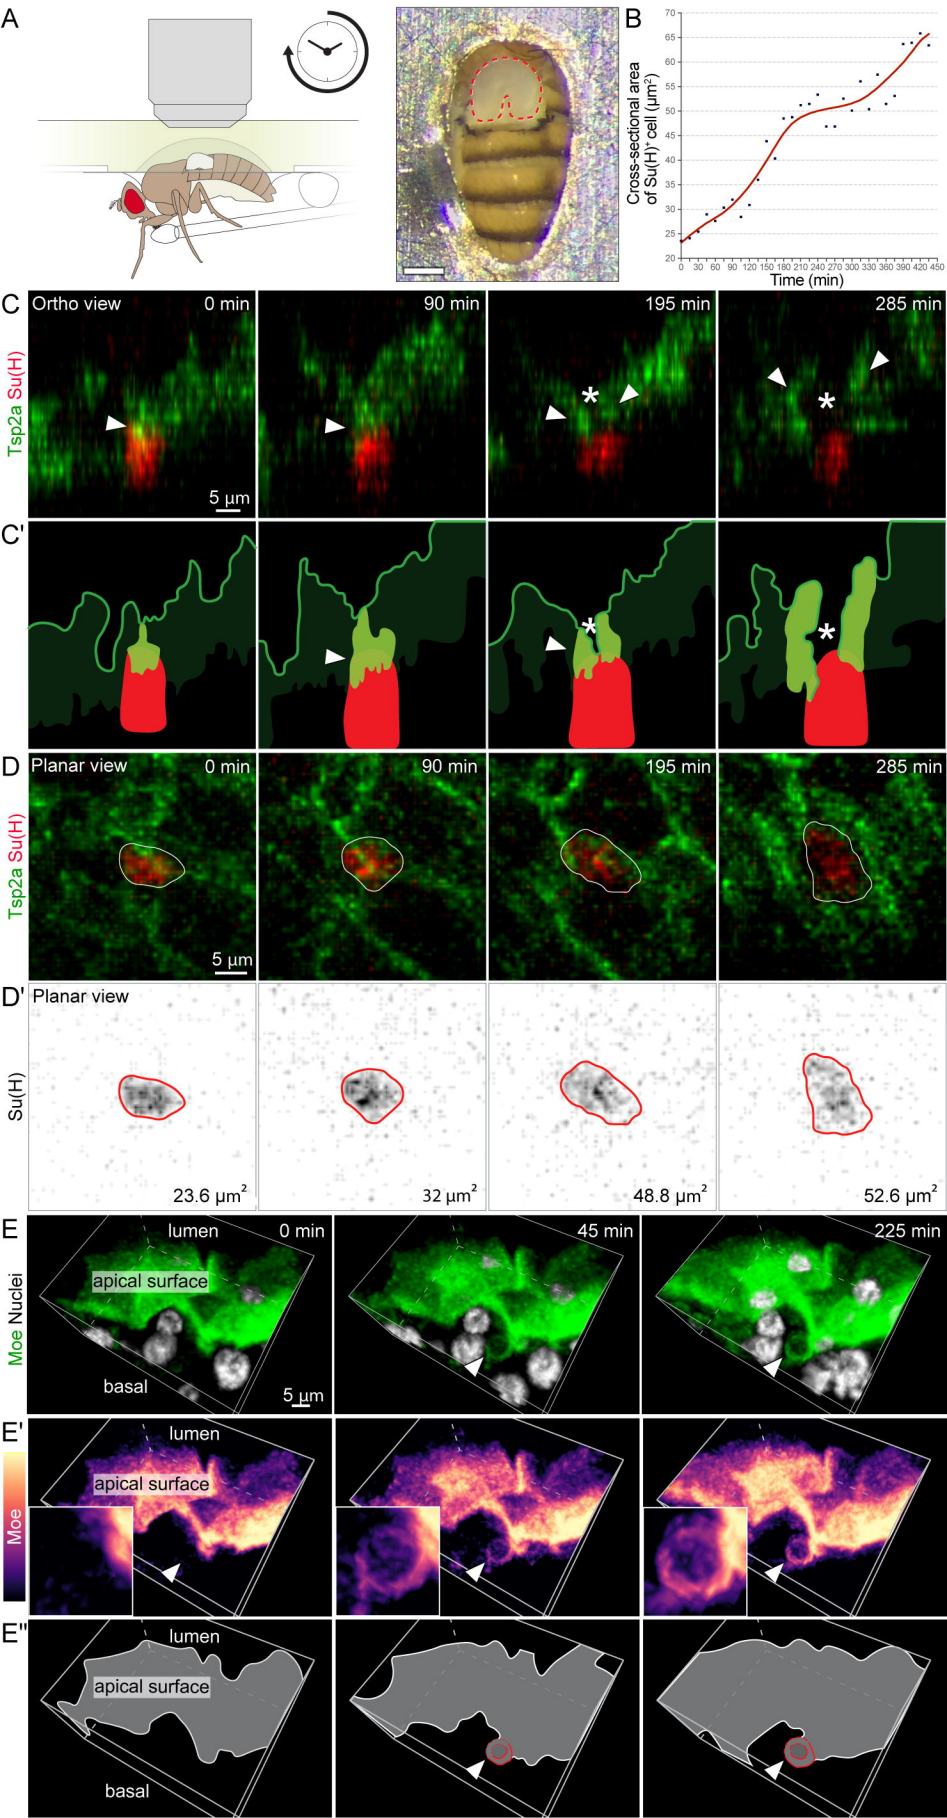 A
B
Cross-sectional area
of Su(H)⁺ cell (µm²)
70
65
60
55
50
45
40
35
30
25
20
0 30 60 90 120 150 180 210 240 270 300 330 360 390 420 450
Time (min)
C
Ortho view 0 min
90 min
195 min
285 min
Tsp2a Su(H)
5 µm
*
*
C'
*
*
D
Planar view 0 min
90 min
195 min
285 min
Tsp2a Su(H)
5 µm
D'
Planar view
Su(H)
23.6 µm²
32 µm²
48.8 µm²
52.6 µm²
E
lumen 0 min
45 min
225 min
apical surface
Moe Nuclei
basal
5 µm
E'
lumen
apical surface
Moe
E"
lumen
apical surface
basal